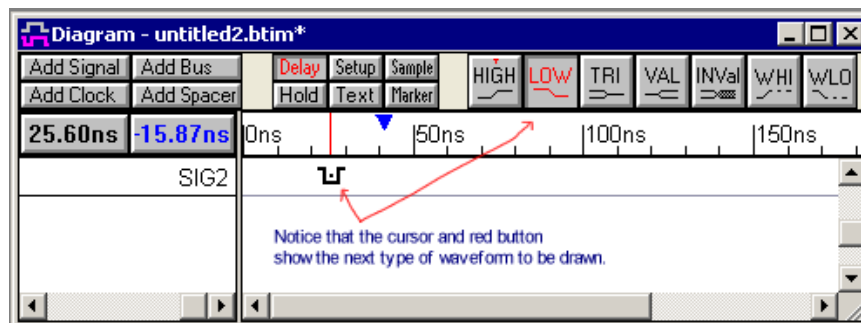 Diagram - untitled2.btim*
Add Signal Add Bus Delay Setup Sample HIGH LOW TRI VAL INVal WHI WLO
Add Clock Add Spacer Hold Text Marker
25.60ns -15.87ns 0ns 50ns 100ns 150ns
SIG2
Notice that the cursor and red button
show the next type of waveform to be drawn.